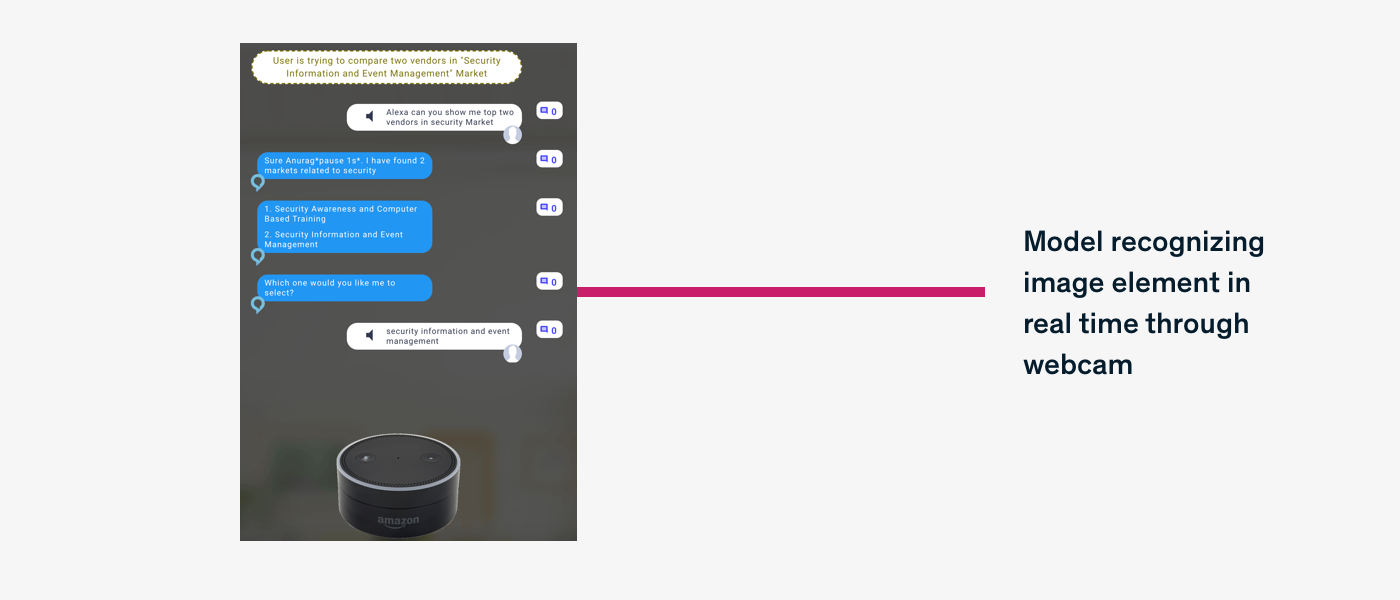 User is trying to compare two vendors in "Security
Information and Event Management" Market
Alexa can you show me top two
vendors in security Market
0
Sure Anurag*pause 1s*. I have found 2
markets related to security
0
1. Security Awareness and Computer
Based Training
2. Security Information and Event
Management
0
Which one would you like me to
select?
0
security information and event
management
0
amazon
Model recognizing
image element in
real time through
webcam